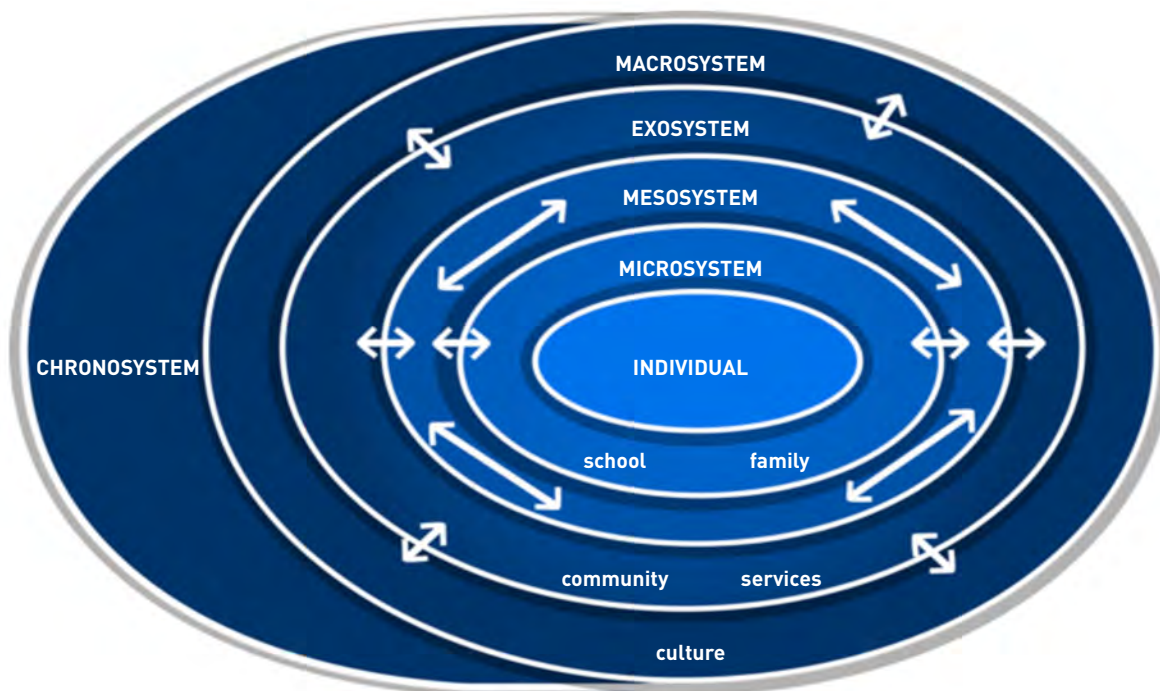 MACROSYSTEM
EXOSYSTEM
MESOSYSTEM
MICROSYSTEM
CHRONOSYSTEM
INDIVIDUAL
school family
community services
culture